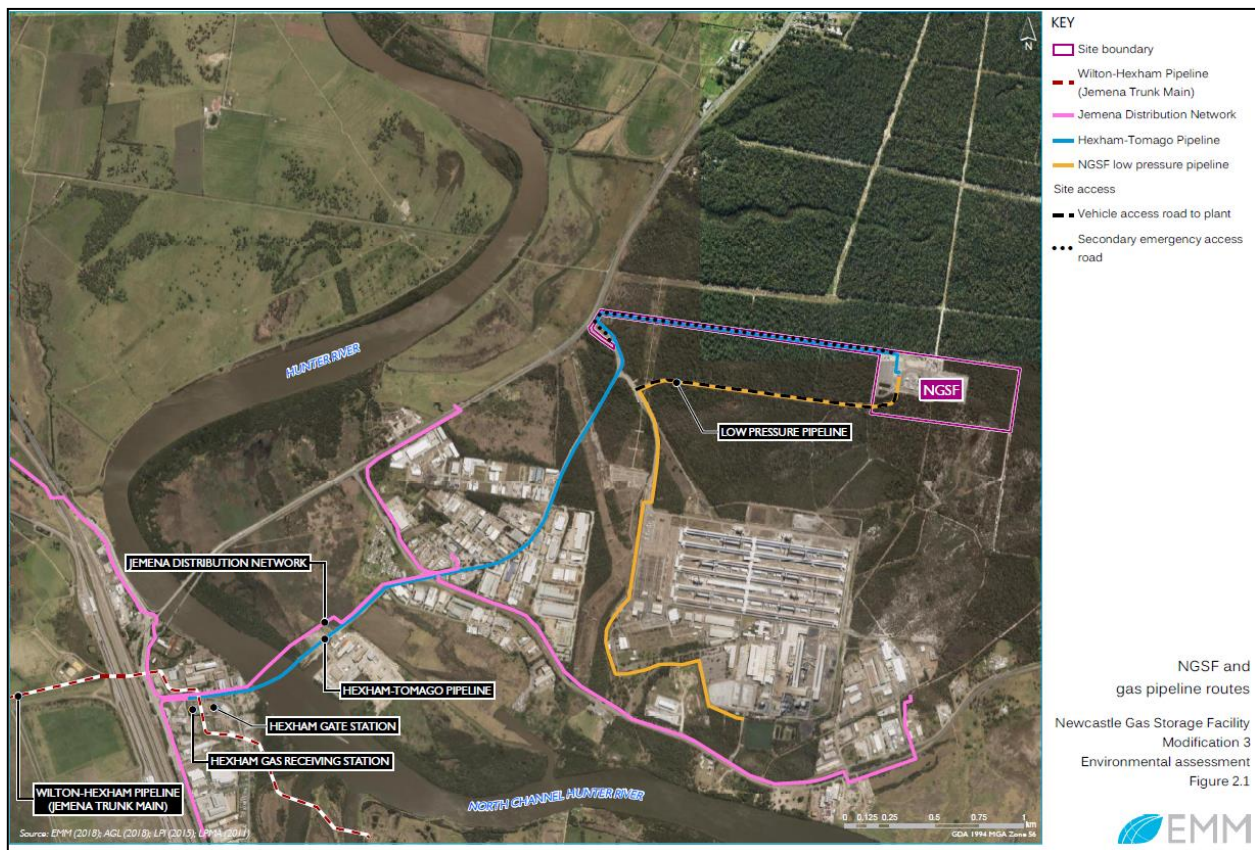 N
KEY
Site boundary
Wilton-Hexham Pipeline
(Jemena Trunk Main)
Jemena Distribution Network
Hexham-Tomago Pipeline
NGSF low pressure pipeline
Site access
Vehicle access road to plant
Secondary emergency access
road
HUNTER RIVER
NGSF
LOW PRESSURE PIPELINE
JEMENA DISTRIBUTION NETWORK
HEXHAM-TOMAGO PIPELINE
HEXHAM GATE STATION
HEXHAM GAS RECEIVING STATION
WILTON-HEXHAM PIPELINE
(JEMENA TRUNK MAIN)
NORTH CHANNEL HUNTER RIVER
Source: EMM (2018); AGL (2018); LPI (2015); LPMA (2011)
0 0.125 0.25 0.5 0.75 1
km
GDA 1994 MGA Zone 56
NGSF and
gas pipeline routes
Newcastle Gas Storage Facility
Modification 3
Environmental assessment
Figure 2.1
EMM